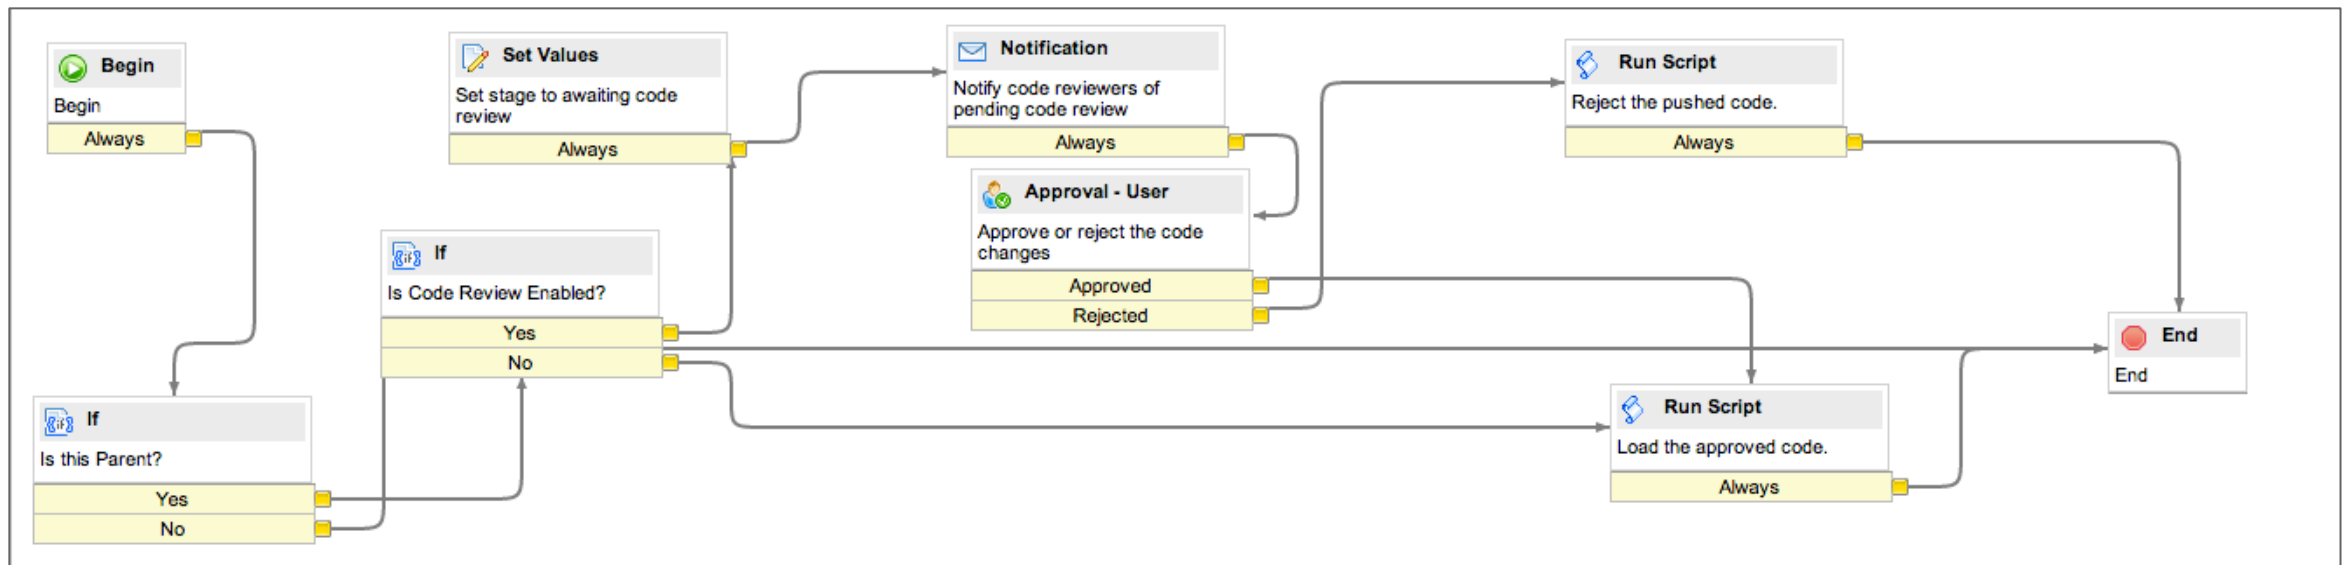 Begin
Begin
Always
If
Is this Parent?
Yes
No
If
Is Code Review Enabled?
Yes
No
Set Values
Set stage to awaiting code
review
Always
Notification
Notify code reviewers of
pending code review
Always
Approval - User
Approve or reject the code
changes
Approved
Rejected
Run Script
Reject the pushed code.
Always
Run Script
Load the approved code.
Always
End
End